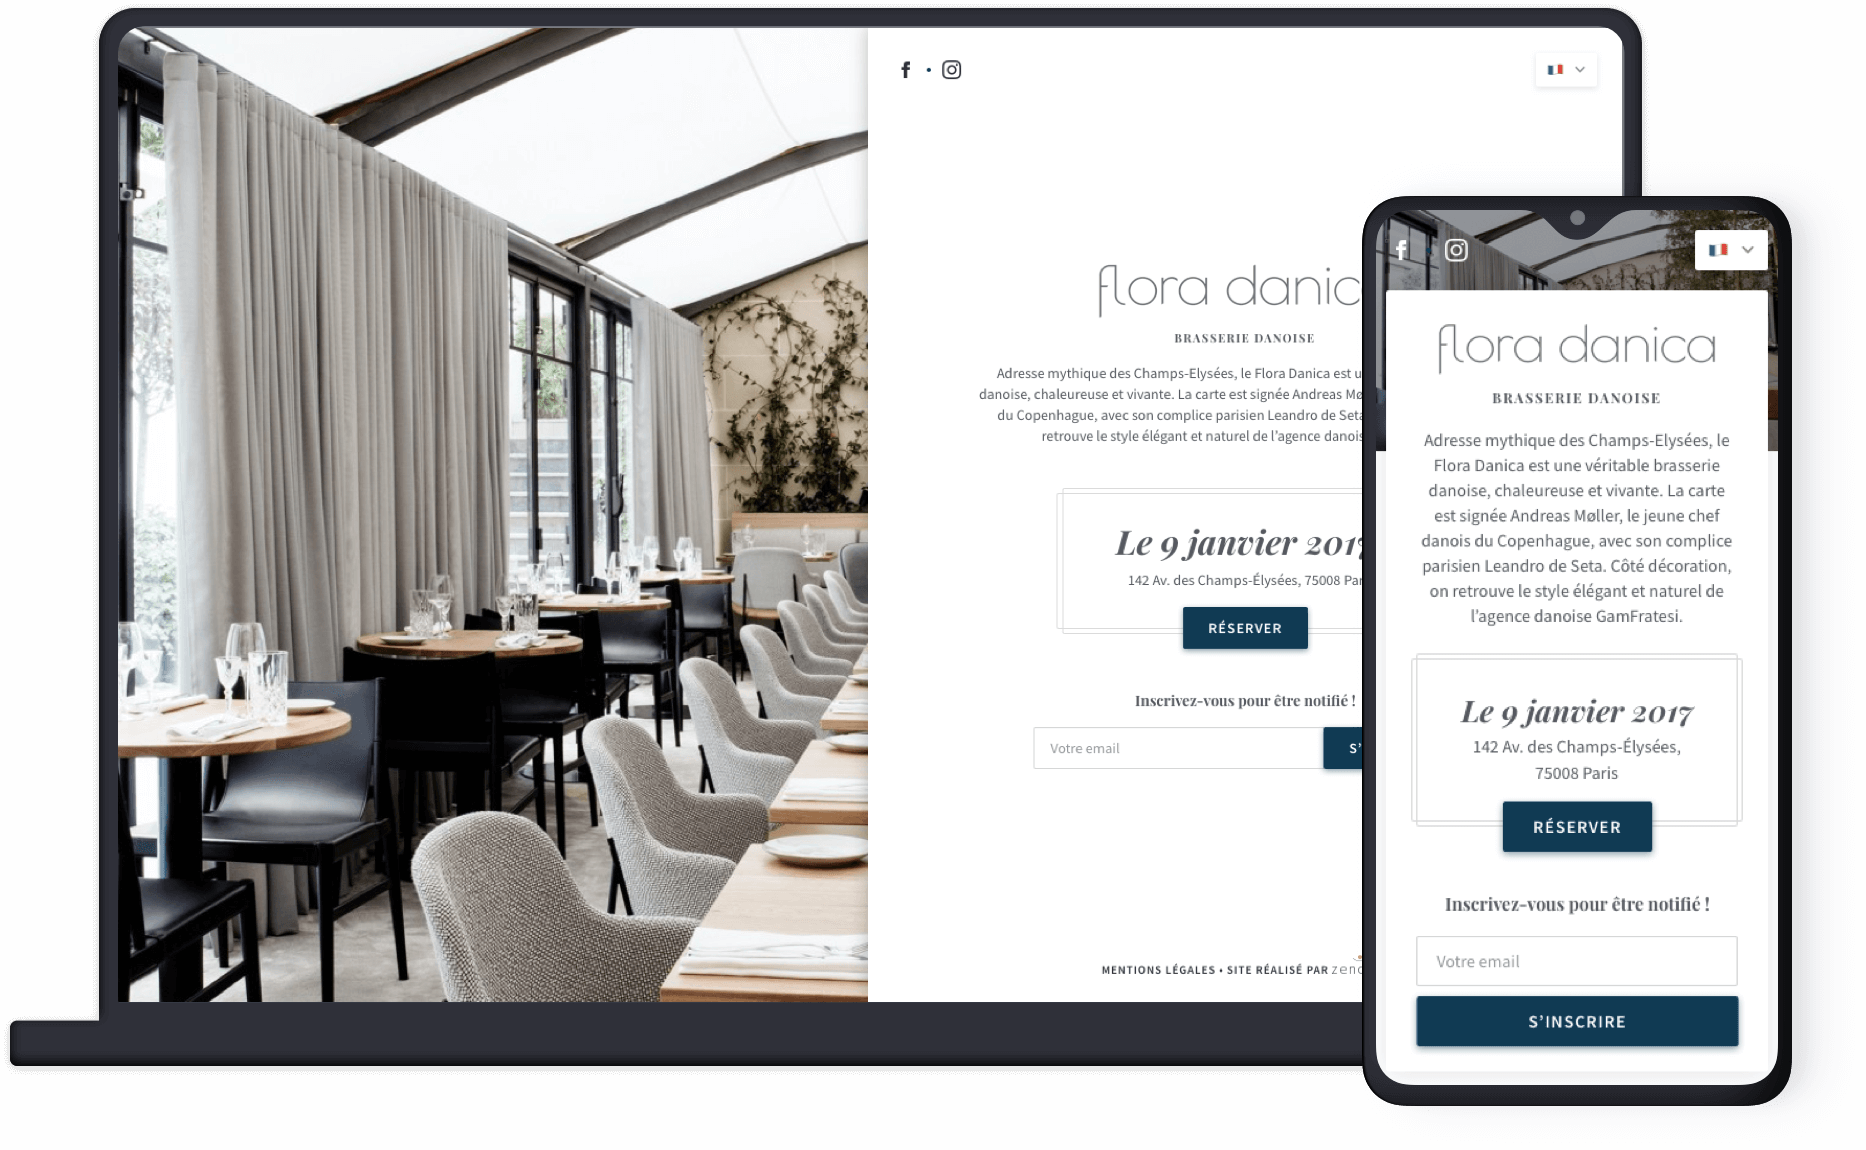 flora danic
BRASSERIE DANOISE
Adresse mythique des Champs-Elysées, le Flora Danica est u
danoise, chaleureuse et vivante. La carte est signée Andreas Mø
du Copenhague, avec son complice parisien Leandro de Seta
retrouve le style élégant et naturel de l'agence danois
Le 9 janvier 2017
142 Av. des Champs-Élysées, 75008 Par
RÉSERVER
Inscrivez-vous pour être notifié !
Votre email
S'
MENTIONS LÉGALES • SITE RÉALISÉ PAR zenc
flora danica
BRASSERIE DANOISE
Adresse mythique des Champs-Elysées, le
Flora Danica est une véritable brasserie
danoise, chaleureuse et vivante. La carte
est signée Andreas Møller, le jeune chef
danois du Copenhague, avec son complice
parisien Leandro de Seta. Côté décoration,
on retrouve le style élégant et naturel de
l'agence danoise GamFratesi.
Le 9 janvier 2017
142 Av. des Champs-Élysées,
75008 Paris
RÉSERVER
Inscrivez-vous pour être notifié !
Votre email
S'INSCRIRE